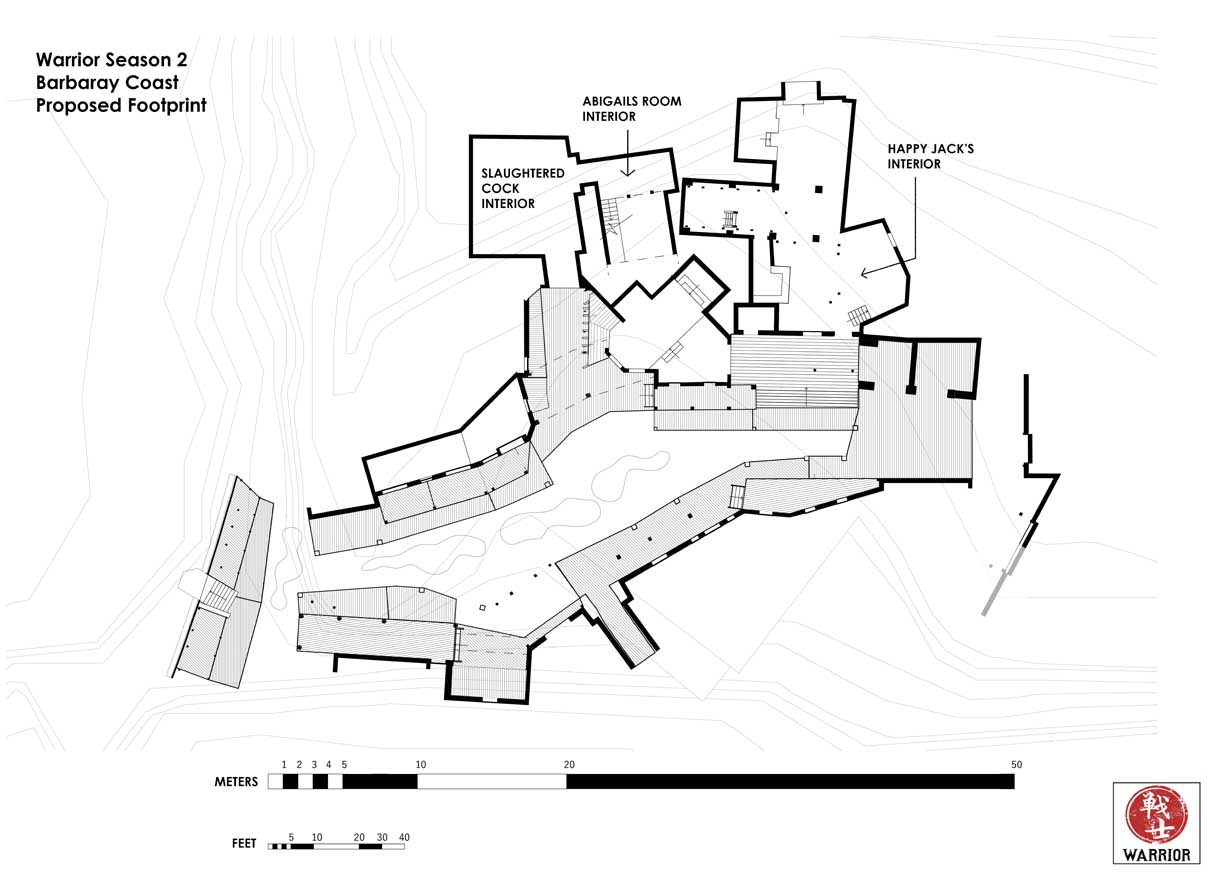 Warrior Season 2
Barbaray Coast
Proposed Footprint
ABIGAILS ROOM
INTERIOR
HAPPY JACK'S
INTERIOR
SLAUGHTERED
COCK
INTERIOR
METERS
1 2 3 4 5 10 20 50
FEET
5 10 20 30 40
戦士
WARRIOR